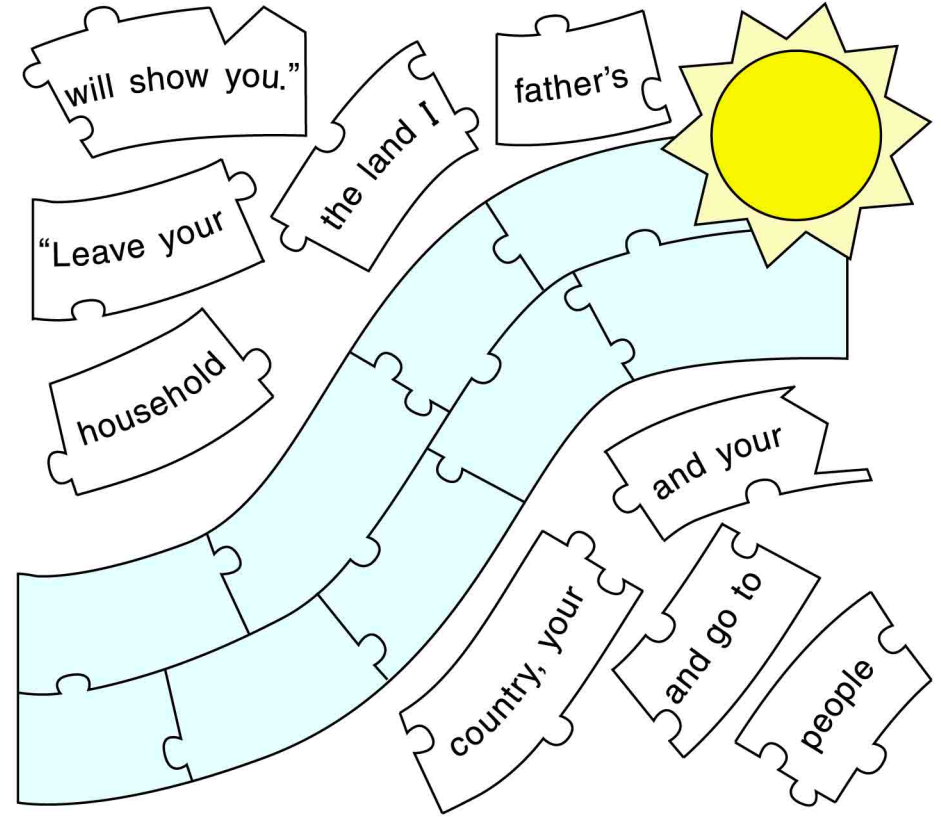 will show you.”
the land I
father’s
“Leave your
household
and your
country, your
and go to
people